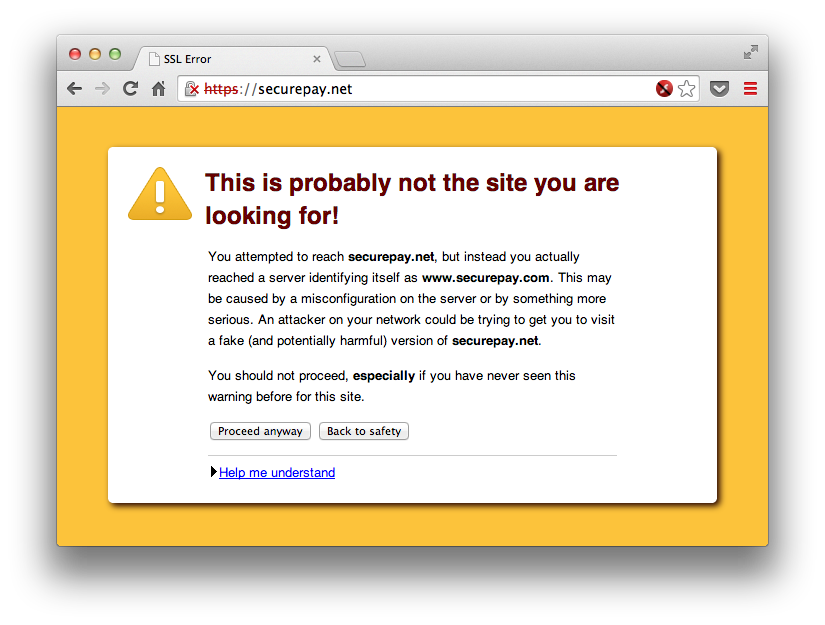 SSL Error
https://securepay.net
This is probably not the site you are
looking for!
You attempted to reach securepay.net, but instead you actually
reached a server identifying itself as www.securepay.com. This may
be caused by a misconfiguration on the server or by something more
serious. An attacker on your network could be trying to get you to visit
a fake (and potentially harmful) version of securepay.net.
You should not proceed, especially if you have never seen this
warning before for this site.
Proceed anyway Back to safety
Help me understand